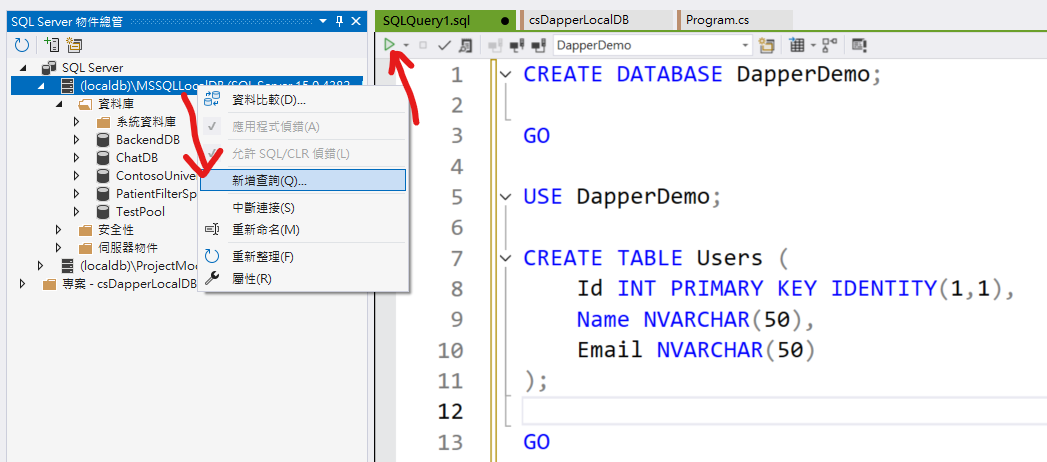 SQL Server 物件總管
SQL Server
(localdb)\MSSQLLocalDB (SQL Server 15.0.4382
資料庫
系統資料庫
BackendDB
ChatDB
ContosoUnive
PatientFilterSp
TestPool
安全性
伺服器物件
(localdb)\ProjectMo
專案 - csDapperLocalDB
資料比較(D)...
應用程式偵錯(A)
允許 SQL/CLR 偵錯(L)
新增查詢(Q)...
中斷連接(S)
重新命名(M)
重新整理(F)
屬性(R)
SQLQuery1.sql
csDapperLocalDB
Program.cs
DapperDemo
1 CREATE DATABASE DapperDemo;
2
3 GO
4
5 USE DapperDemo;
6
7 CREATE TABLE Users (
8 Id INT PRIMARY KEY IDENTITY(1,1),
9 Name NVARCHAR(50),
10 Email NVARCHAR(50)
11 );
12
13 GO